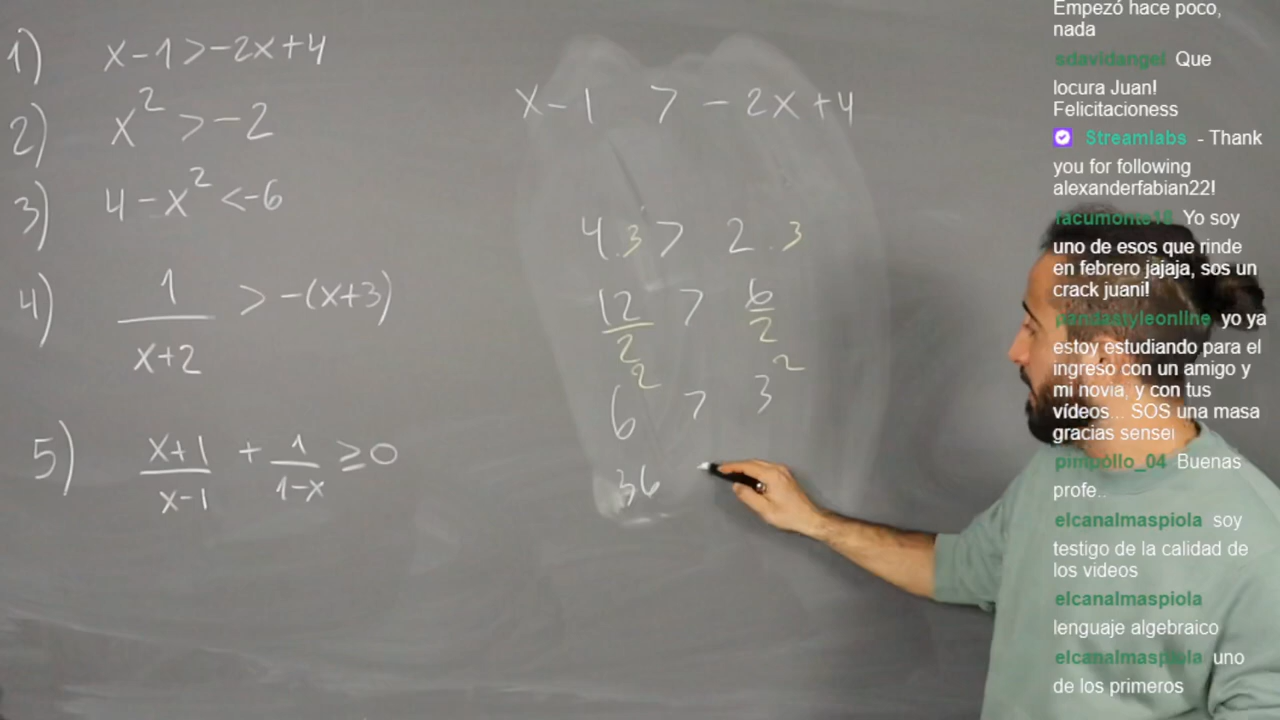 1) x-1>-2x+4
2) x² >-2
3) 4-x² <-6
4) 1/(x+2) > -(x+3)
5) (x+1)/(x-1) + 1/(1-x) ≥0
x-1 > -2x+4
4.3 > 2.3
12/2 > 6/2
6² > 3²
36
Empezó hace poco,
nada
sdavidangel Que
locura Juan!
Felicitacioness
Streamlabs - Thank
you for following
alexanderfabian22!
facumonte18 Yo soy
uno de esos que rinde
en febrero jajaja, sos un
crack juani!
pandastyleonline yo ya
estoy estudiando para el
ingreso con un amigo y
mi novia, y con tus
vídeos... SOS una masa
gracias sensei
pimpollo_04 Buenas
profe..
elcanalmaspiola soy
testigo de la calidad de
los videos
elcanalmaspiola
lenguaje algebraico
elcanalmaspiola uno
de los primeros